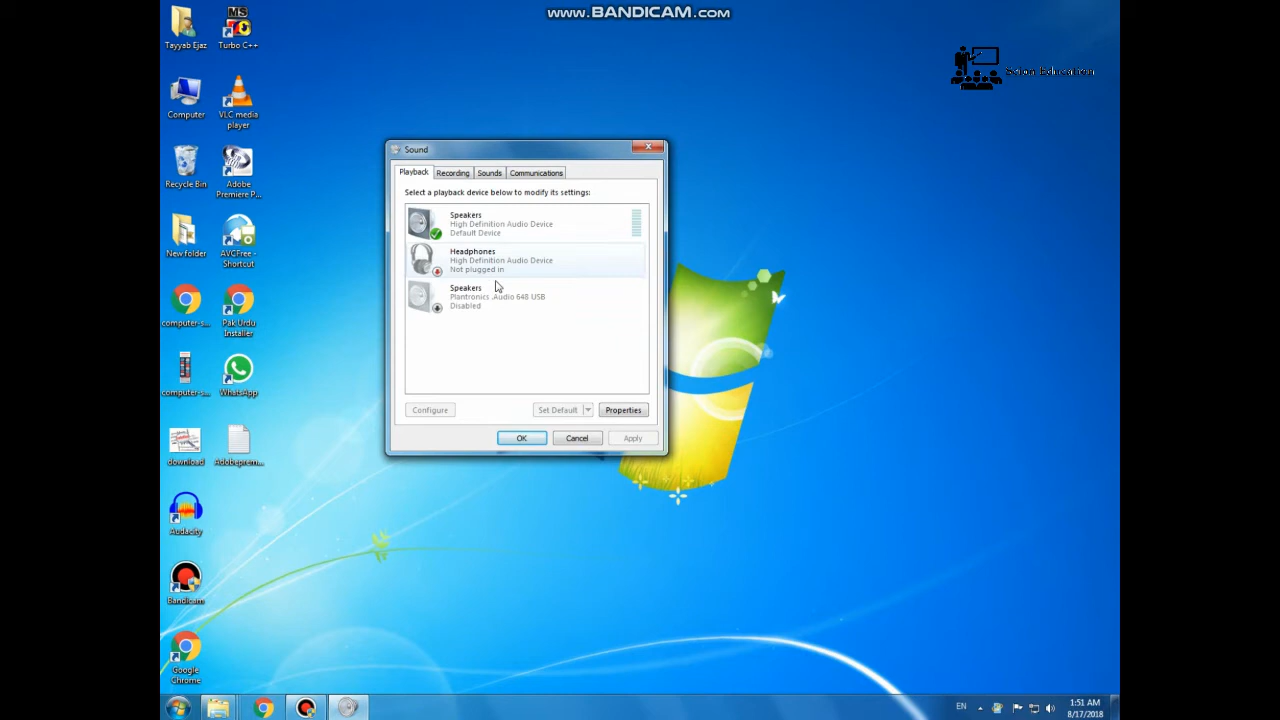 www.BANDICAM.com
Tayyab Ejaz
Turbo C++
Computer
VLC media
player
Recycle Bin
Adobe
Premiere P...
New folder
AVCFree -
Shortcut
computer-s...
Pak Urdu
Installer
computer-s...
WhatsApp
download
Adobeprem...
Audacity
Bandicam
Google
Chrome
Sound
Playback
Recording
Sounds
Communications
Select a playback device below to modify its settings:
Speakers
High Definition Audio Device
Default Device
Headphones
High Definition Audio Device
Not plugged in
Speakers
Plantronics .Audio 648 USB
Disabled
Configure
Set Default
Properties
OK
Cancel
Apply
EN
1:51 AM
8/17/2018